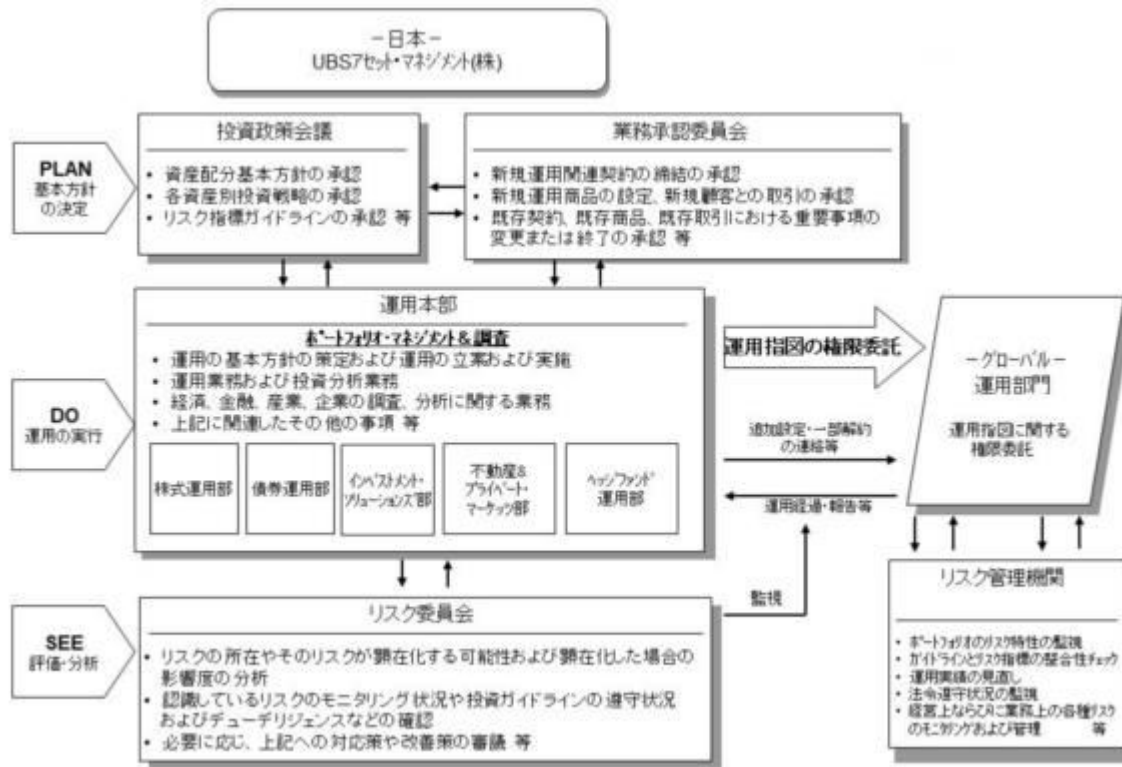 －日本－
UBSアセット・マネジメント(株)
PLAN
基本方針
の決定
投資政策会議
• 資産配分基本方針の承認
• 各資産別投資戦略の承認
• リスク指標ガイドラインの承認 等
業務承認委員会
• 新規運用関連契約の締結の承認
• 新規運用商品の設定、新規顧客との取引の承認
• 既存契約、既存商品、既存取引における重要事項の
変更または終了の承認 等
DO
運用の実行
運用本部
ポートフォリオ・マネジメント＆調査
• 運用の基本方針の策定および運用の立案および実施
• 運用業務および投資分析業務
• 経済、金融、産業、企業の調査、分析に関する業務
• 上記に関連したその他の事項 等
株式運用部
債券運用部
インベストメント・
ソリューションズ部
不動産＆
プライベート・
マーケッツ部
ヘッジファンド
運用部
運用指図の権限委託
追加設定・一部解約
の連絡等
運用経過・報告等
－グローバル－
運用部門
運用指図に関する
権限委託
SEE
評価・分析
リスク委員会
• リスクの所在やそのリスクが顕在化する可能性および顕在化した場合の
影響度の分析
• 認識しているリスクのモニタリング状況や投資ガイドラインの遵守状況
およびデューデリジェンスなどの確認
• 必要に応じ、上記への対応策や改善策の審議 等
監視
リスク管理機関
• ポートフォリオのリスク特性の監視
• ガイドラインとリスク指標の整合性チェック
• 運用実績の見直し
• 法令遵守状況の監視
• 経営上ならびに業務上の各種リスク
のモニタリングおよび管理 等